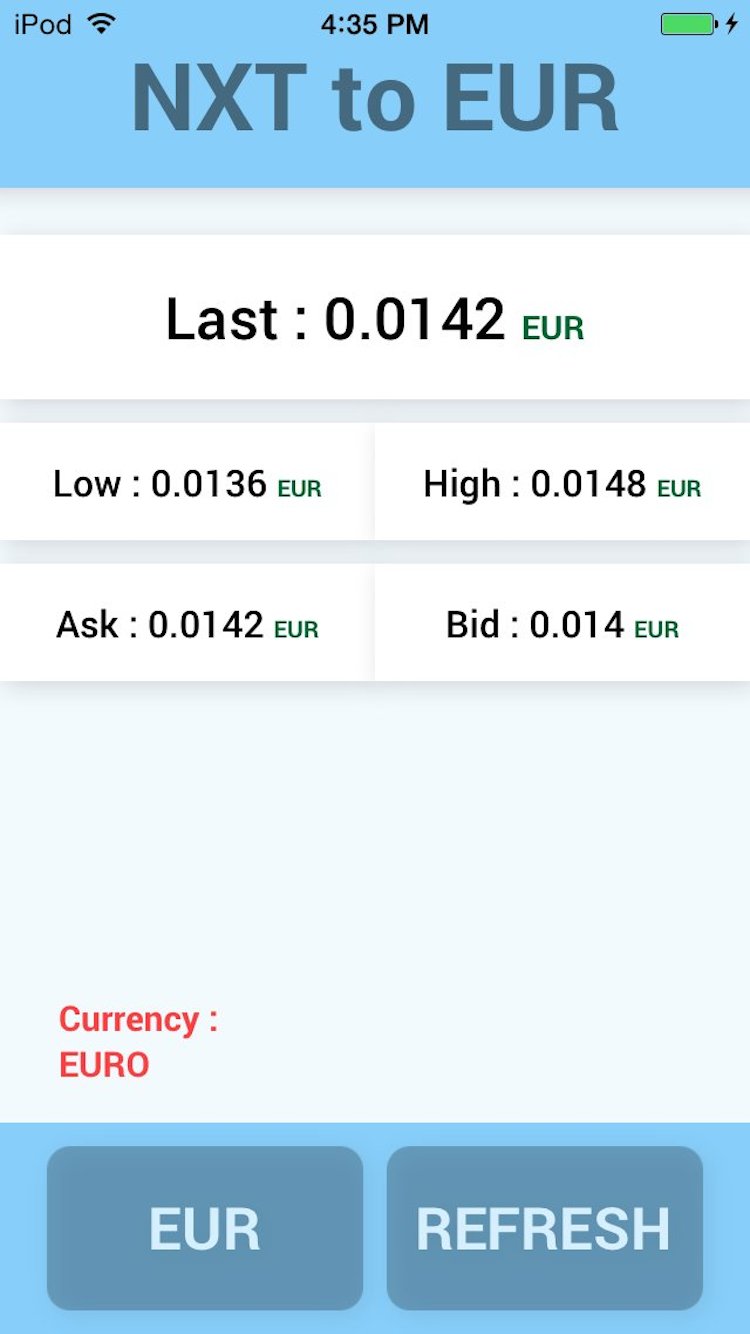 iPod 4:35 PM
NXT to EUR
Last : 0.0142 EUR
Low : 0.0136 EUR
High : 0.0148 EUR
Ask : 0.0142 EUR
Bid : 0.014 EUR
Currency :
EURO
EUR
REFRESH